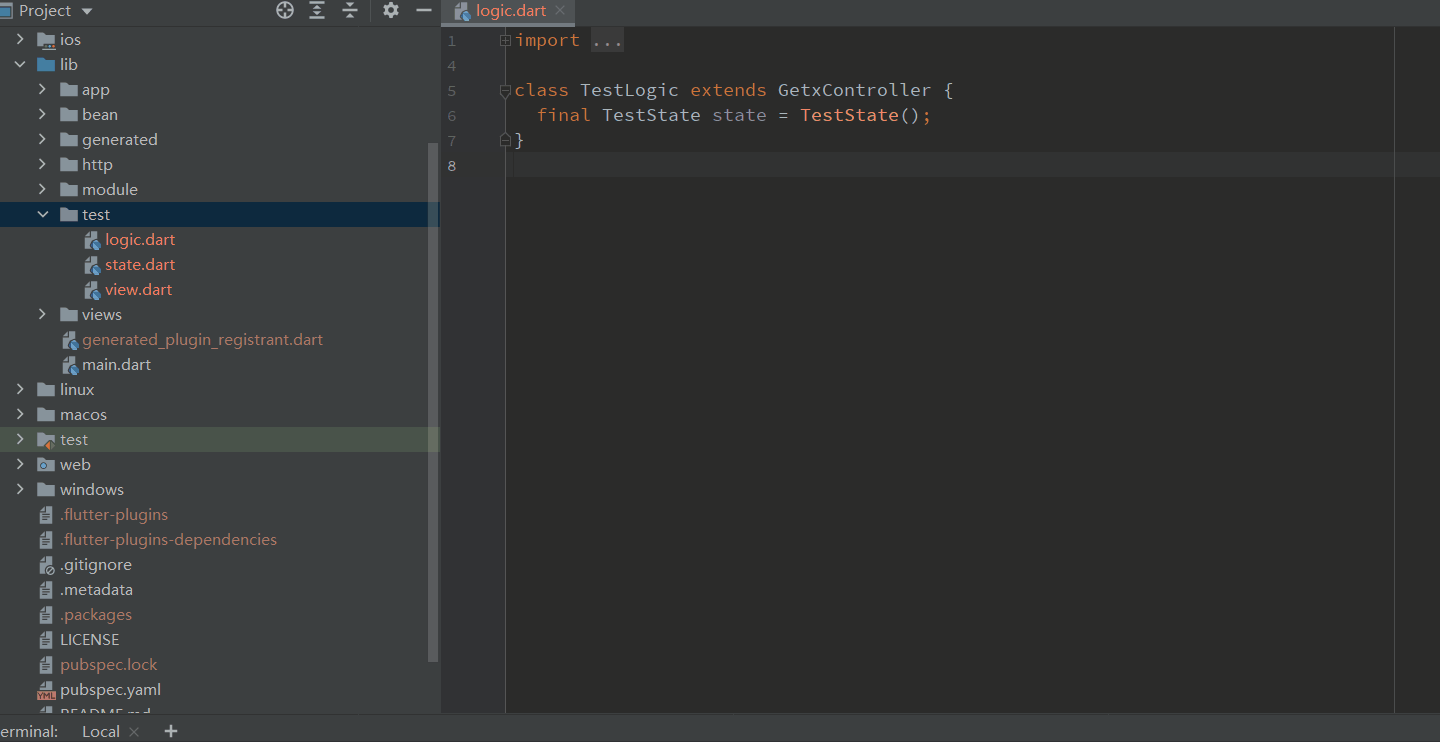 Project
ios
lib
app
bean
generated
http
module
test
logic.dart
state.dart
view.dart
views
generated_plugin_registrant.dart
main.dart
linux
macos
test
web
windows
.flutter-plugins
.flutter-plugins-dependencies
.gitignore
.metadata
.packages
LICENSE
pubspec.lock
YML pubspec.yaml
README.md
logic.dart
1 import ...
4
5 class TestLogic extends GetxController {
6 final TestState state = TestState();
7 }
8
erminal: Local